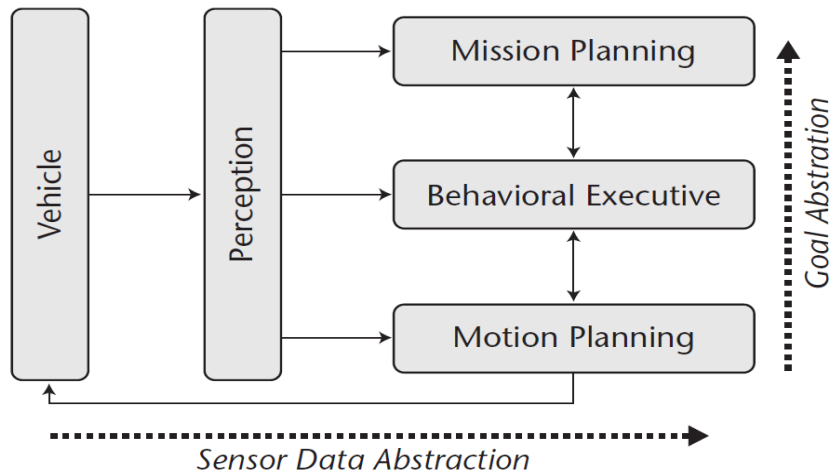 Vehicle
Perception
Mission Planning
Behavioral Executive
Motion Planning
Goal Abstration
Sensor Data Abstraction